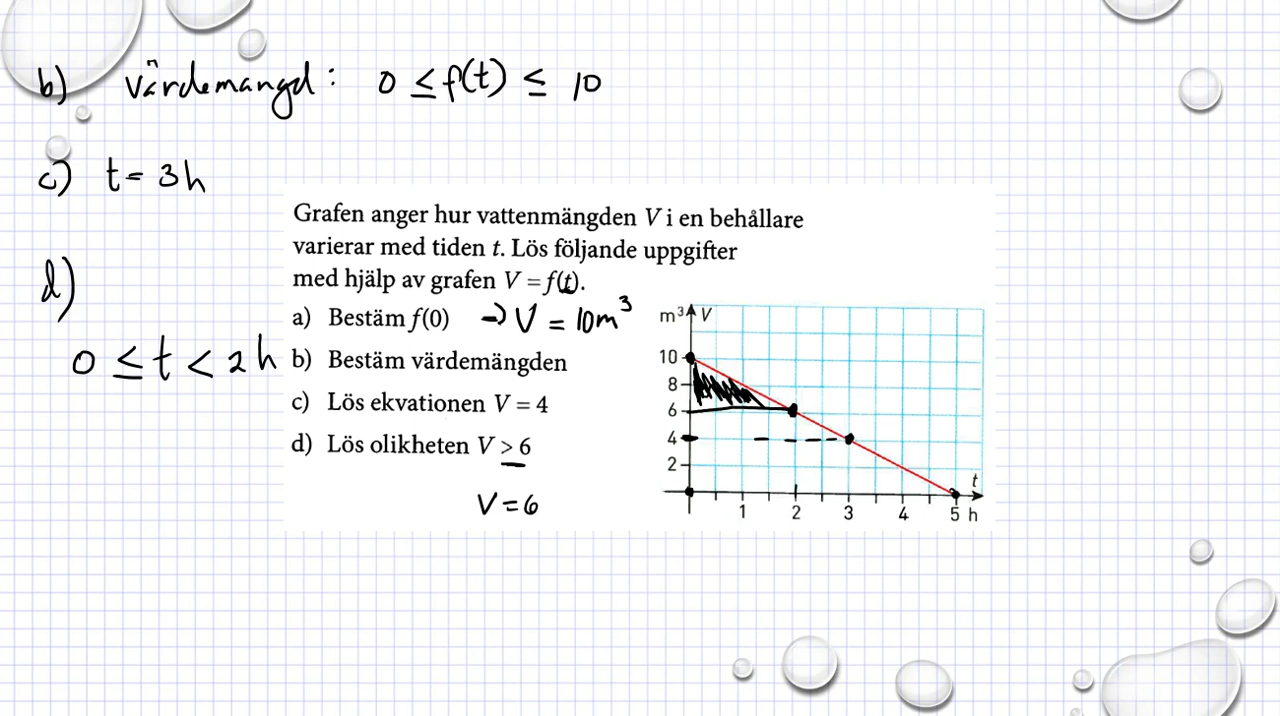 b) värdemangd: 0 ≤ f(t) ≤ 10
c) t = 3h
d)
0 ≤ t < 2h
Grafen anger hur vattenmängden V i en behållare
varierar med tiden t. Lös följande uppgifter
med hjälp av grafen V = f(t).
a) Bestäm f(0) → V = 10m³
b) Bestäm värdemängden
c) Lös ekvationen V = 4
d) Lös olikheten V > 6
V = 6
m³ V
10
8
6
4
2
t
1 2 3 4 5 h